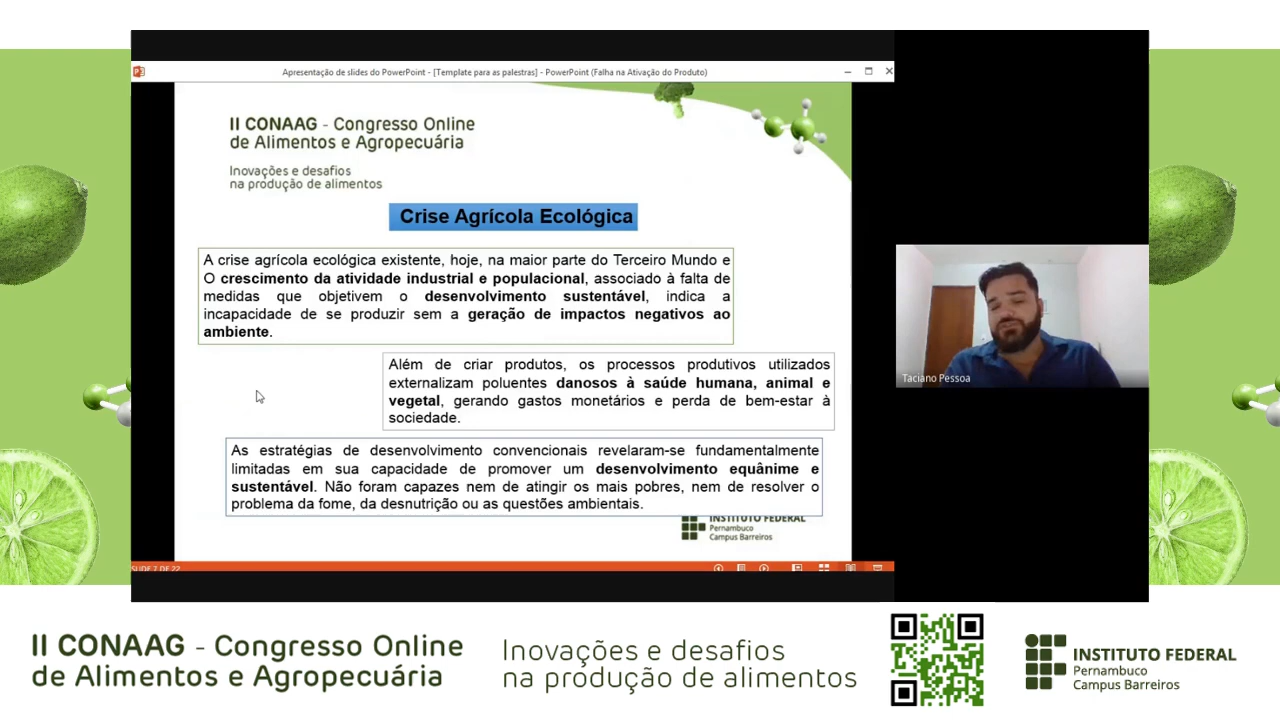 Apresentação de slides do PowerPoint - [Template para as palestras] - PowerPoint (Falha na Ativação do Produto)
II CONAAG - Congresso Online
de Alimentos e Agropecuária
Inovações e desafios
na produção de alimentos
Crise Agrícola Ecológica
A crise agrícola ecológica existente, hoje, na maior parte do Terceiro Mundo e
O crescimento da atividade industrial e populacional, associado à falta de
medidas que objetivem o desenvolvimento sustentável, indica a
incapacidade de se produzir sem a geração de impactos negativos ao
ambiente.
Além de criar produtos, os processos produtivos utilizados
externalizam poluentes danosos à saúde humana, animal e
vegetal, gerando gastos monetários e perda de bem-estar à
sociedade.
As estratégias de desenvolvimento convencionais revelaram-se fundamentalmente
limitadas em sua capacidade de promover um desenvolvimento equânime e
sustentável. Não foram capazes nem de atingir os mais pobres, nem de resolver o
problema da fome, da desnutrição ou as questões ambientais.
INSTITUTO FEDERAL
Pernambuco
Campus Barreiros
SLIDE 7 DE 22
Taciano Pessoa
II CONAAG - Congresso Online
de Alimentos e Agropecuária
Inovações e desafios
na produção de alimentos
INSTITUTO FEDERAL
Pernambuco
Campus Barreiros